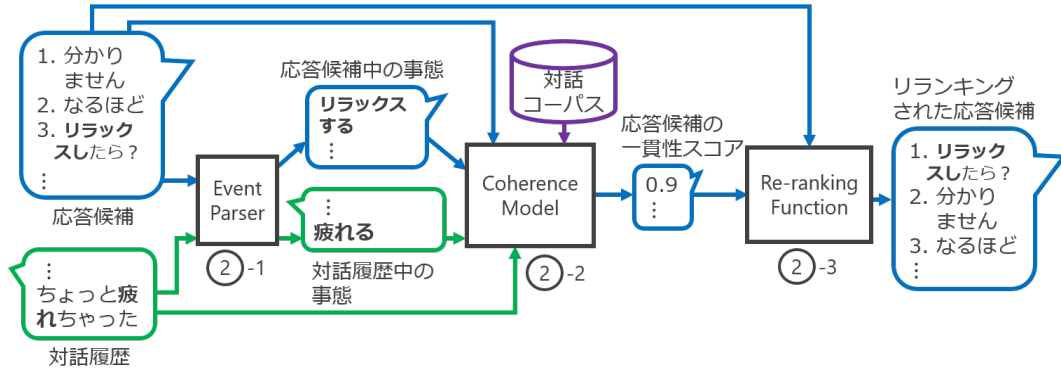 1. 分かり
ません
2. なるほど
3. リラック
スしたら？
⋮
応答候補
⋮
ちょっと疲
れちゃった
対話履歴
Event
Parser
②-1
応答候補中の事態
リラックス
する
⋮
⋮
疲れる
対話履歴中の
事態
対話
コーパス
Coherence
Model
②-2
応答候補の
一貫性スコア
0.9
⋮
Re-ranking
Function
②-3
リランキング
された応答候補
1. リラック
スしたら？
2. 分かり
ません
3. なるほど
⋮